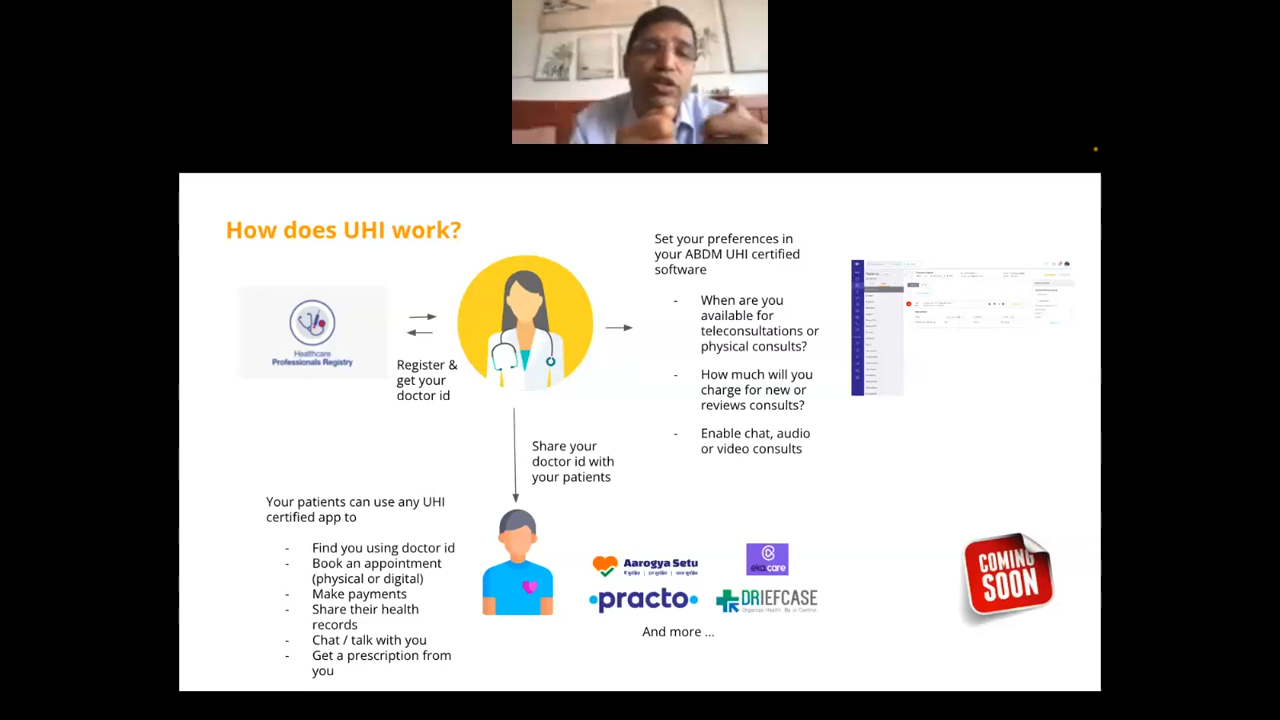 How does UHI work?
Healthcare
Professionals Registry
Register &
get your
doctor id
Set your preferences in
your ABDM UHI certified
software
- When are you
available for
teleconsultations or
physical consults?
- How much will you
charge for new or
reviews consults?
- Enable chat, audio
or video consults
Share your
doctor id with
your patients
Your patients can use any UHI
certified app to
- Find you using doctor id
- Book an appointment
(physical or digital)
- Make payments
- Share their health
records
- Chat / talk with you
- Get a prescription from
you
Aarogya Setu
eka.care
practo
DRIEFCASE
And more ...
COMING
SOON